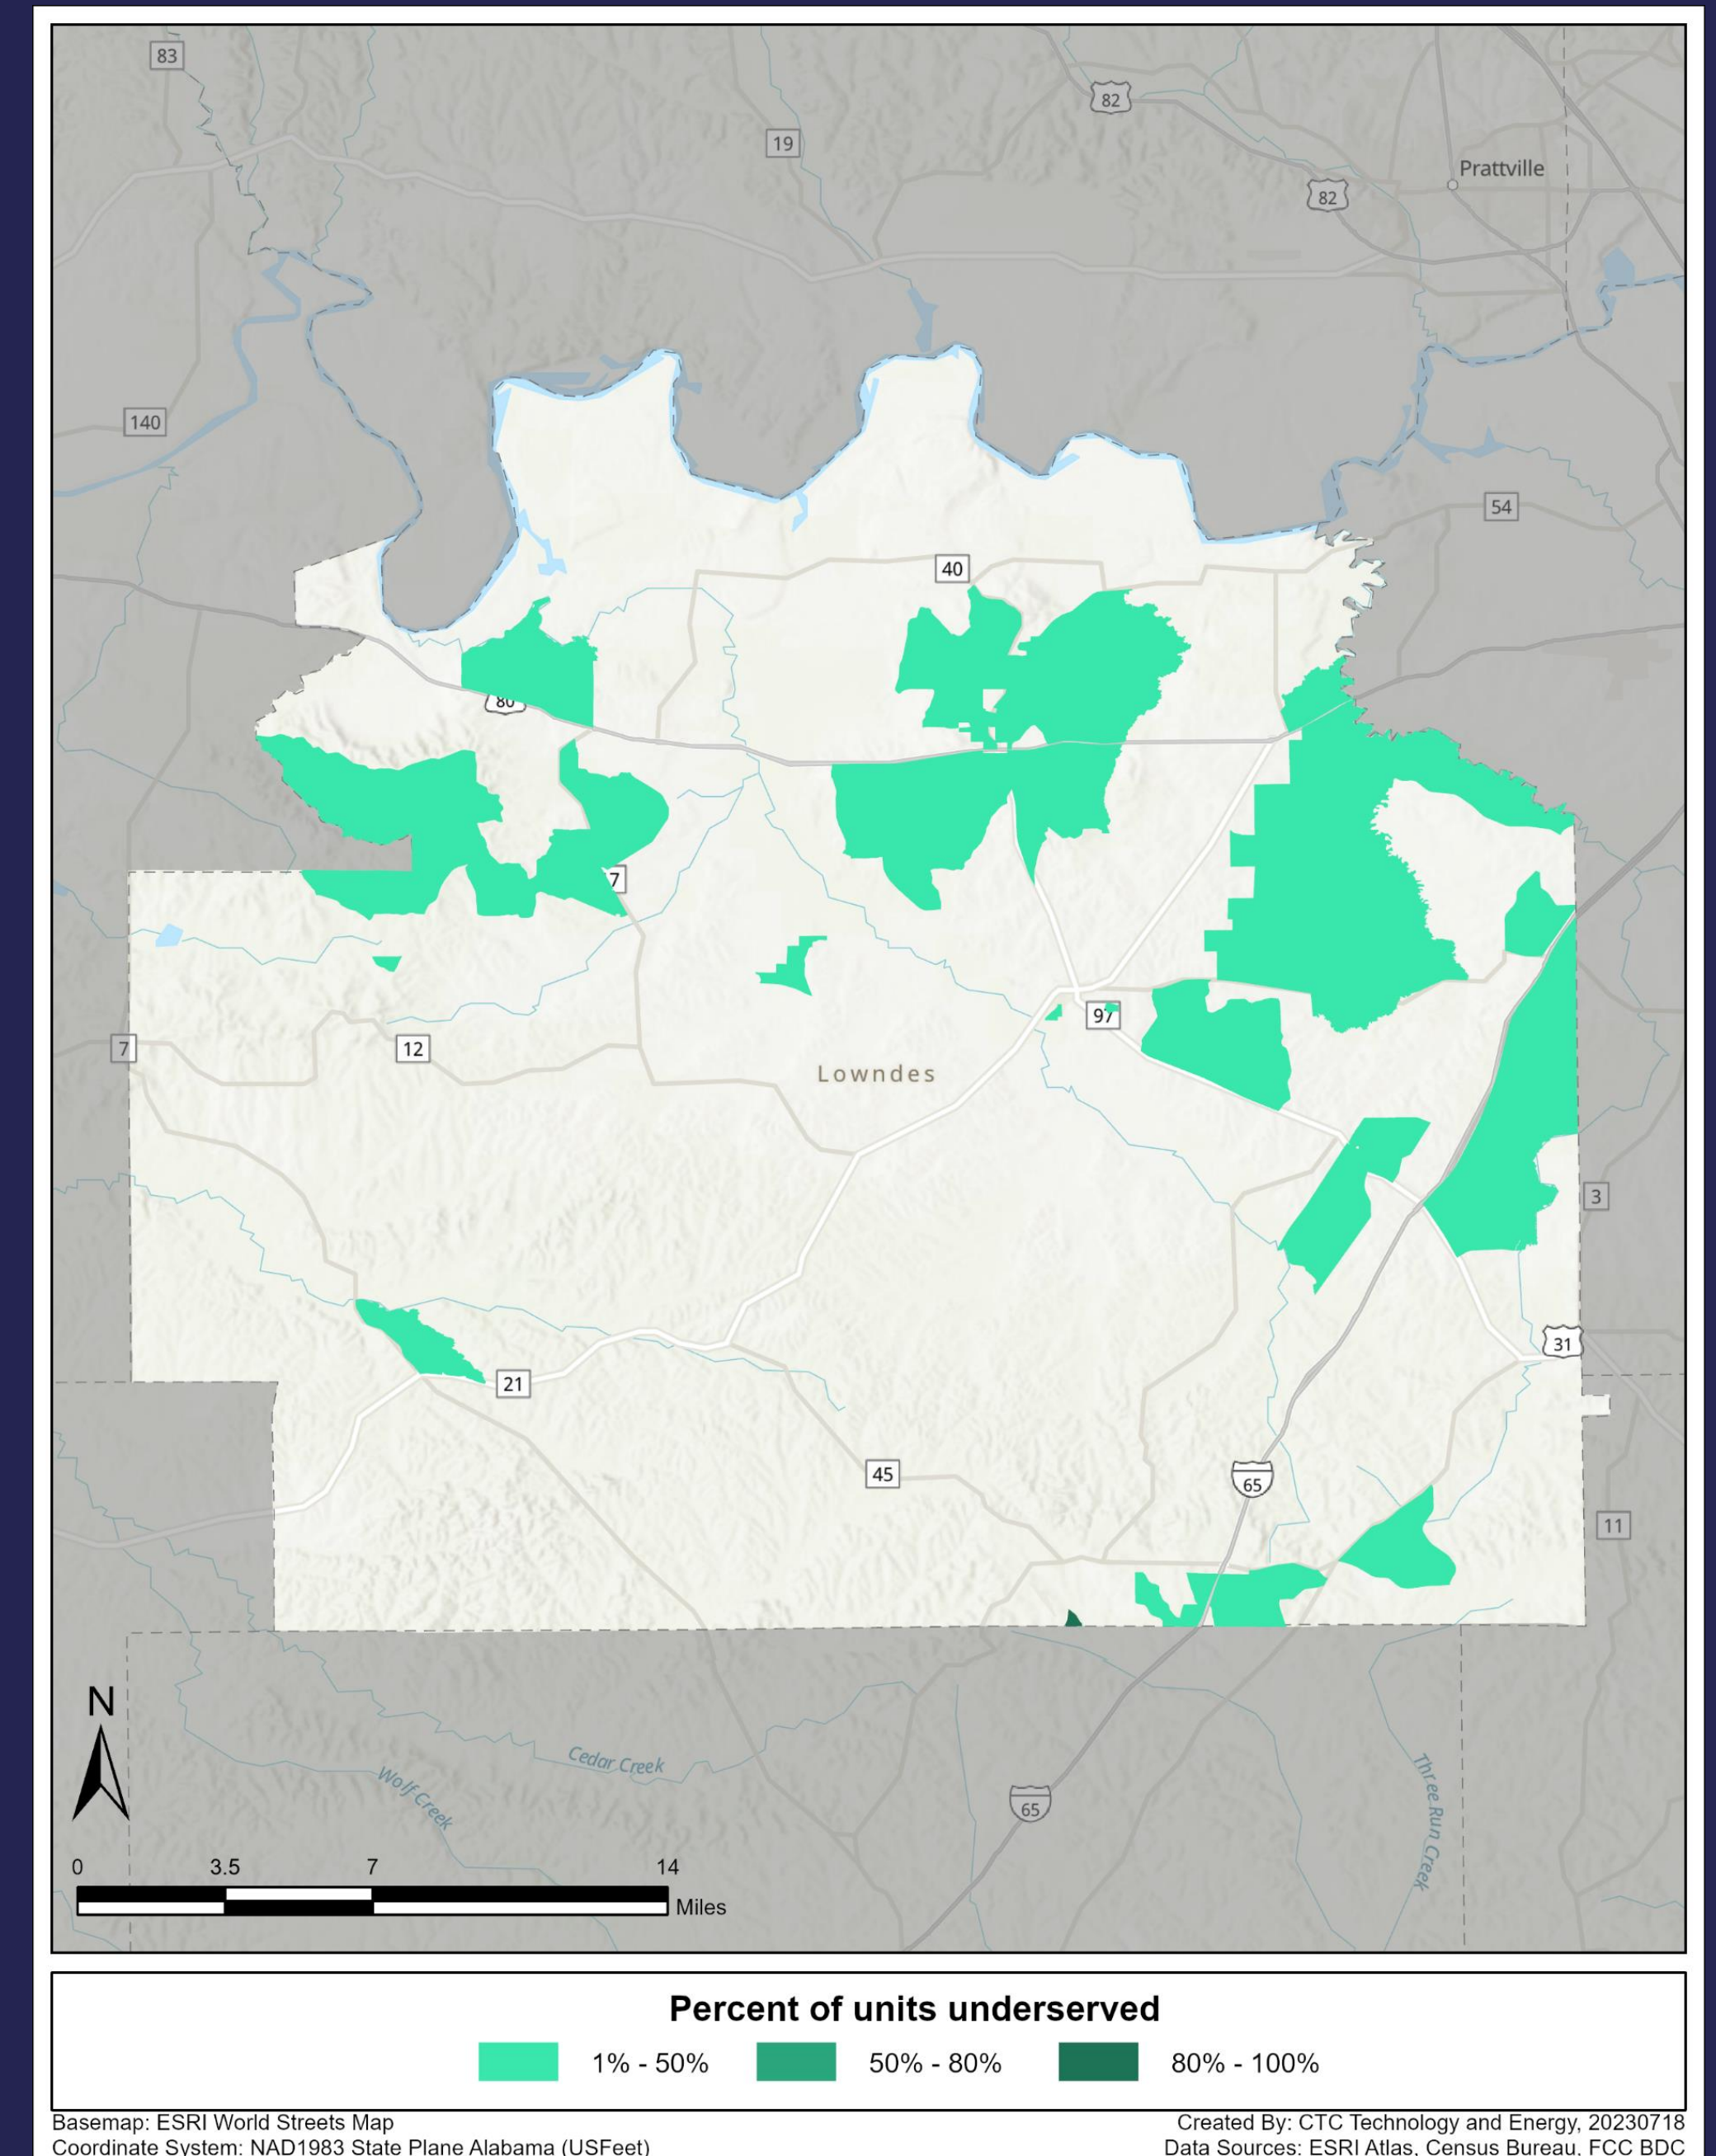 83
82
19
Prattville
82
140
54
40
80
7
97
7
12
Lowndes
3
31
21
45
65
11
N
Cedar Creek
Wolf Creek
Three Run Creek
65
0 3.5 7 14
Miles
Percent of units underserved
1% - 50% 50% - 80% 80% - 100%
Basemap: ESRI World Streets Map
Created By: CTC Technology and Energy, 20230718
Coordinate System: NAD1983 State Plane Alabama (USFeet)
Data Sources: ESRI Atlas, Census Bureau, FCC BDC